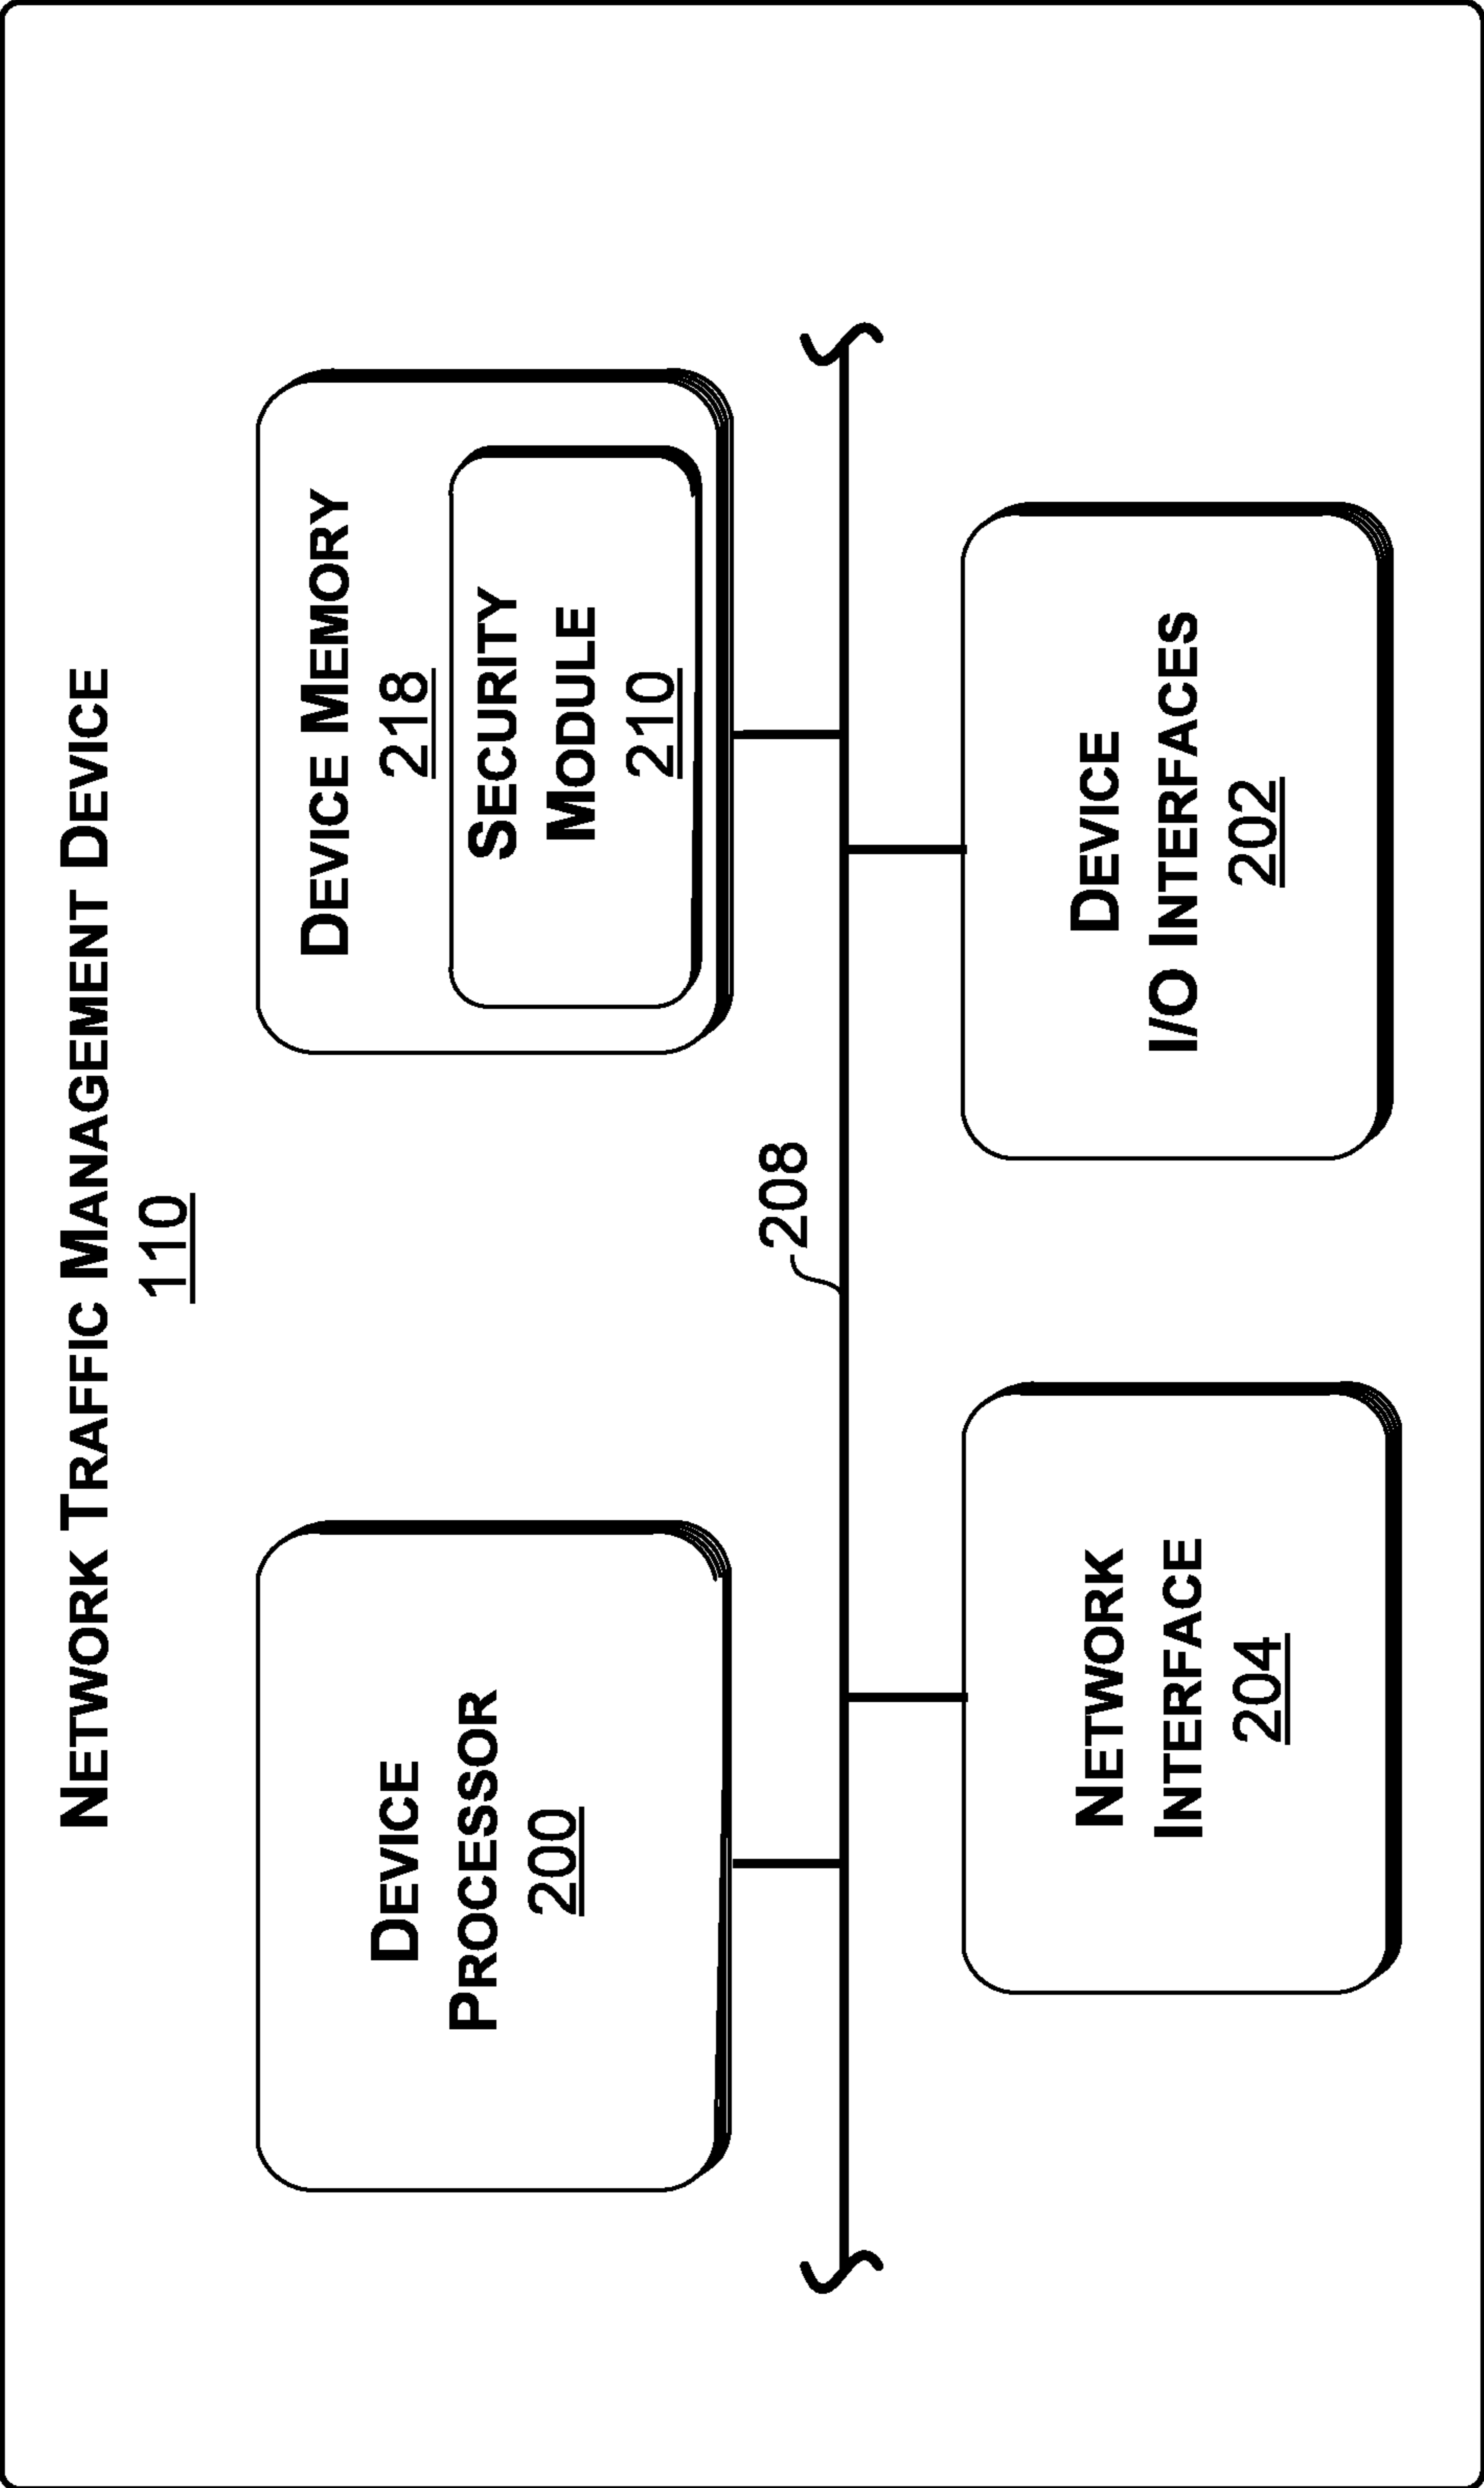 NETWORK TRAFFIC MANAGEMENT DEVICE
110
DEVICE
PROCESSOR
200
DEVICE MEMORY
218
SECURITY
MODULE
210
208
NETWORK
INTERFACE
204
DEVICE
I/O INTERFACES
202